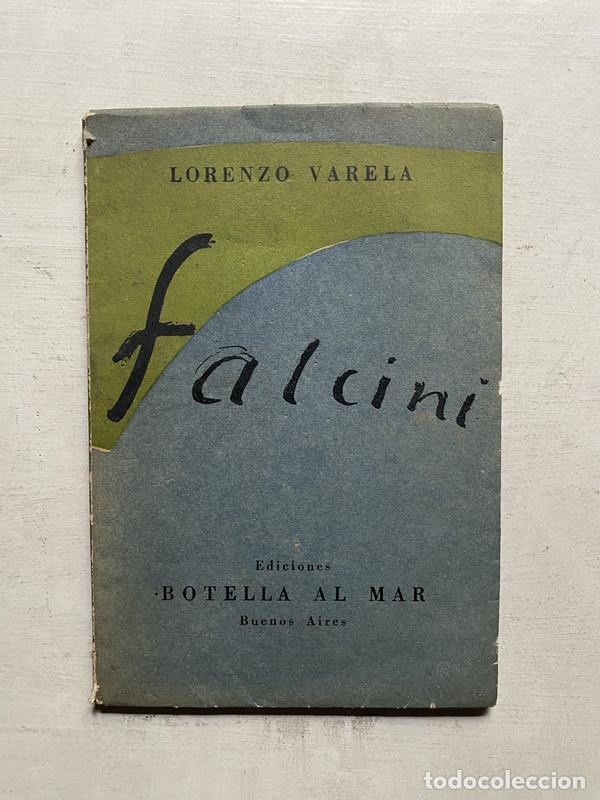 LORENZO VARELA
falcini
Ediciones
BOTELLA AL MAR
Buenos Aires
todocoleccion